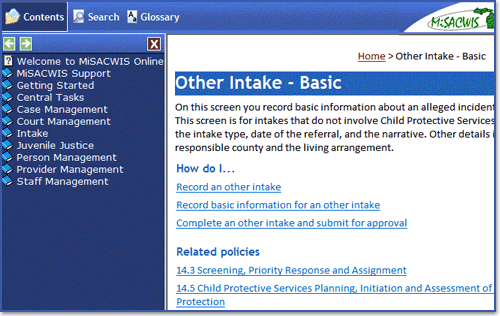 Contents Search Glossary
MiSACWIS
Welcome to MiSACWIS Online
MiSACWIS Support
Getting Started
Central Tasks
Case Management
Court Management
Intake
Juvenile Justice
Person Management
Provider Management
Staff Management
Home > Other Intake - Basic
Other Intake - Basic
On this screen you record basic information about an alleged incident
This screen is for intakes that do not involve Child Protective Services
the intake type, date of the referral, and the narrative. Other details i
responsible county and the living arrangement.
How do I...
Record an other intake
Record basic information for an other intake
Complete an other intake and submit for approval
Related policies
14.3 Screening, Priority Response and Assignment
14.5 Child Protective Services Planning, Initiation and Assessment of
Protection